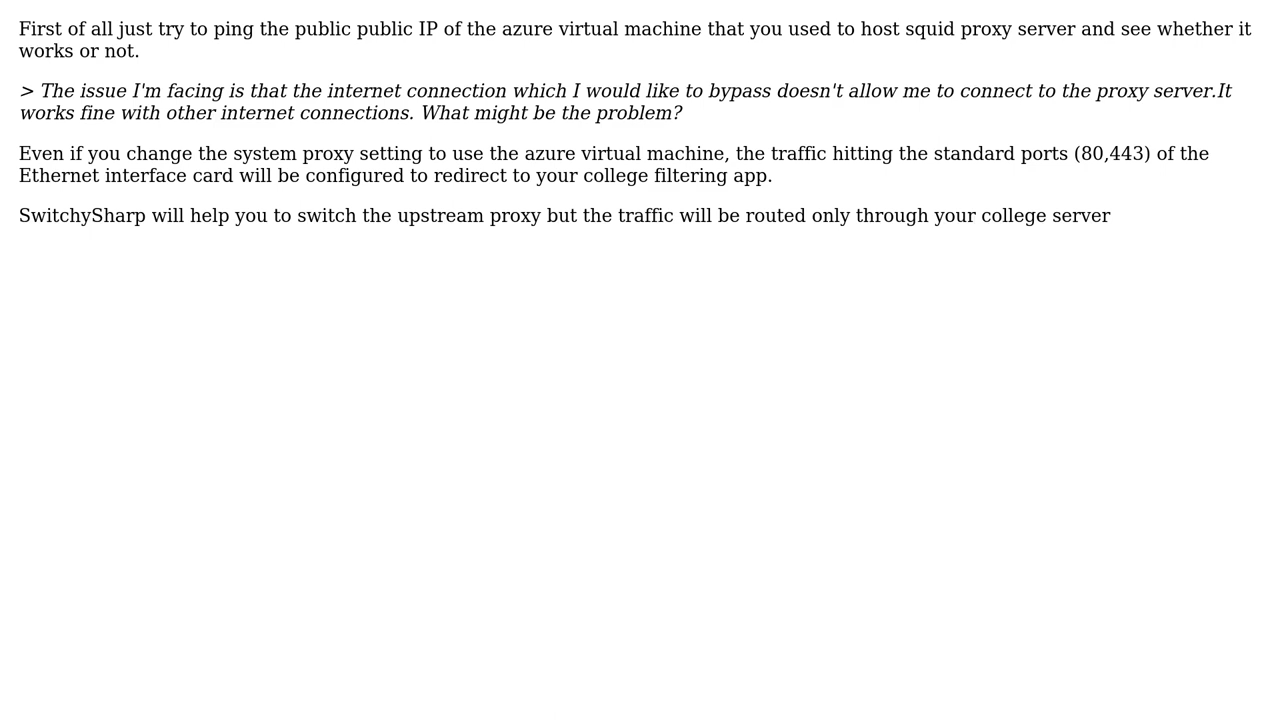 First of all just try to ping the public public IP of the azure virtual machine that you used to host squid proxy server and see whether it
works or not.
> The issue I'm facing is that the internet connection which I would like to bypass doesn't allow me to connect to the proxy server.It
works fine with other internet connections. What might be the problem?
Even if you change the system proxy setting to use the azure virtual machine, the traffic hitting the standard ports (80,443) of the
Ethernet interface card will be configured to redirect to your college filtering app.
SwitchySharp will help you to switch the upstream proxy but the traffic will be routed only through your college server